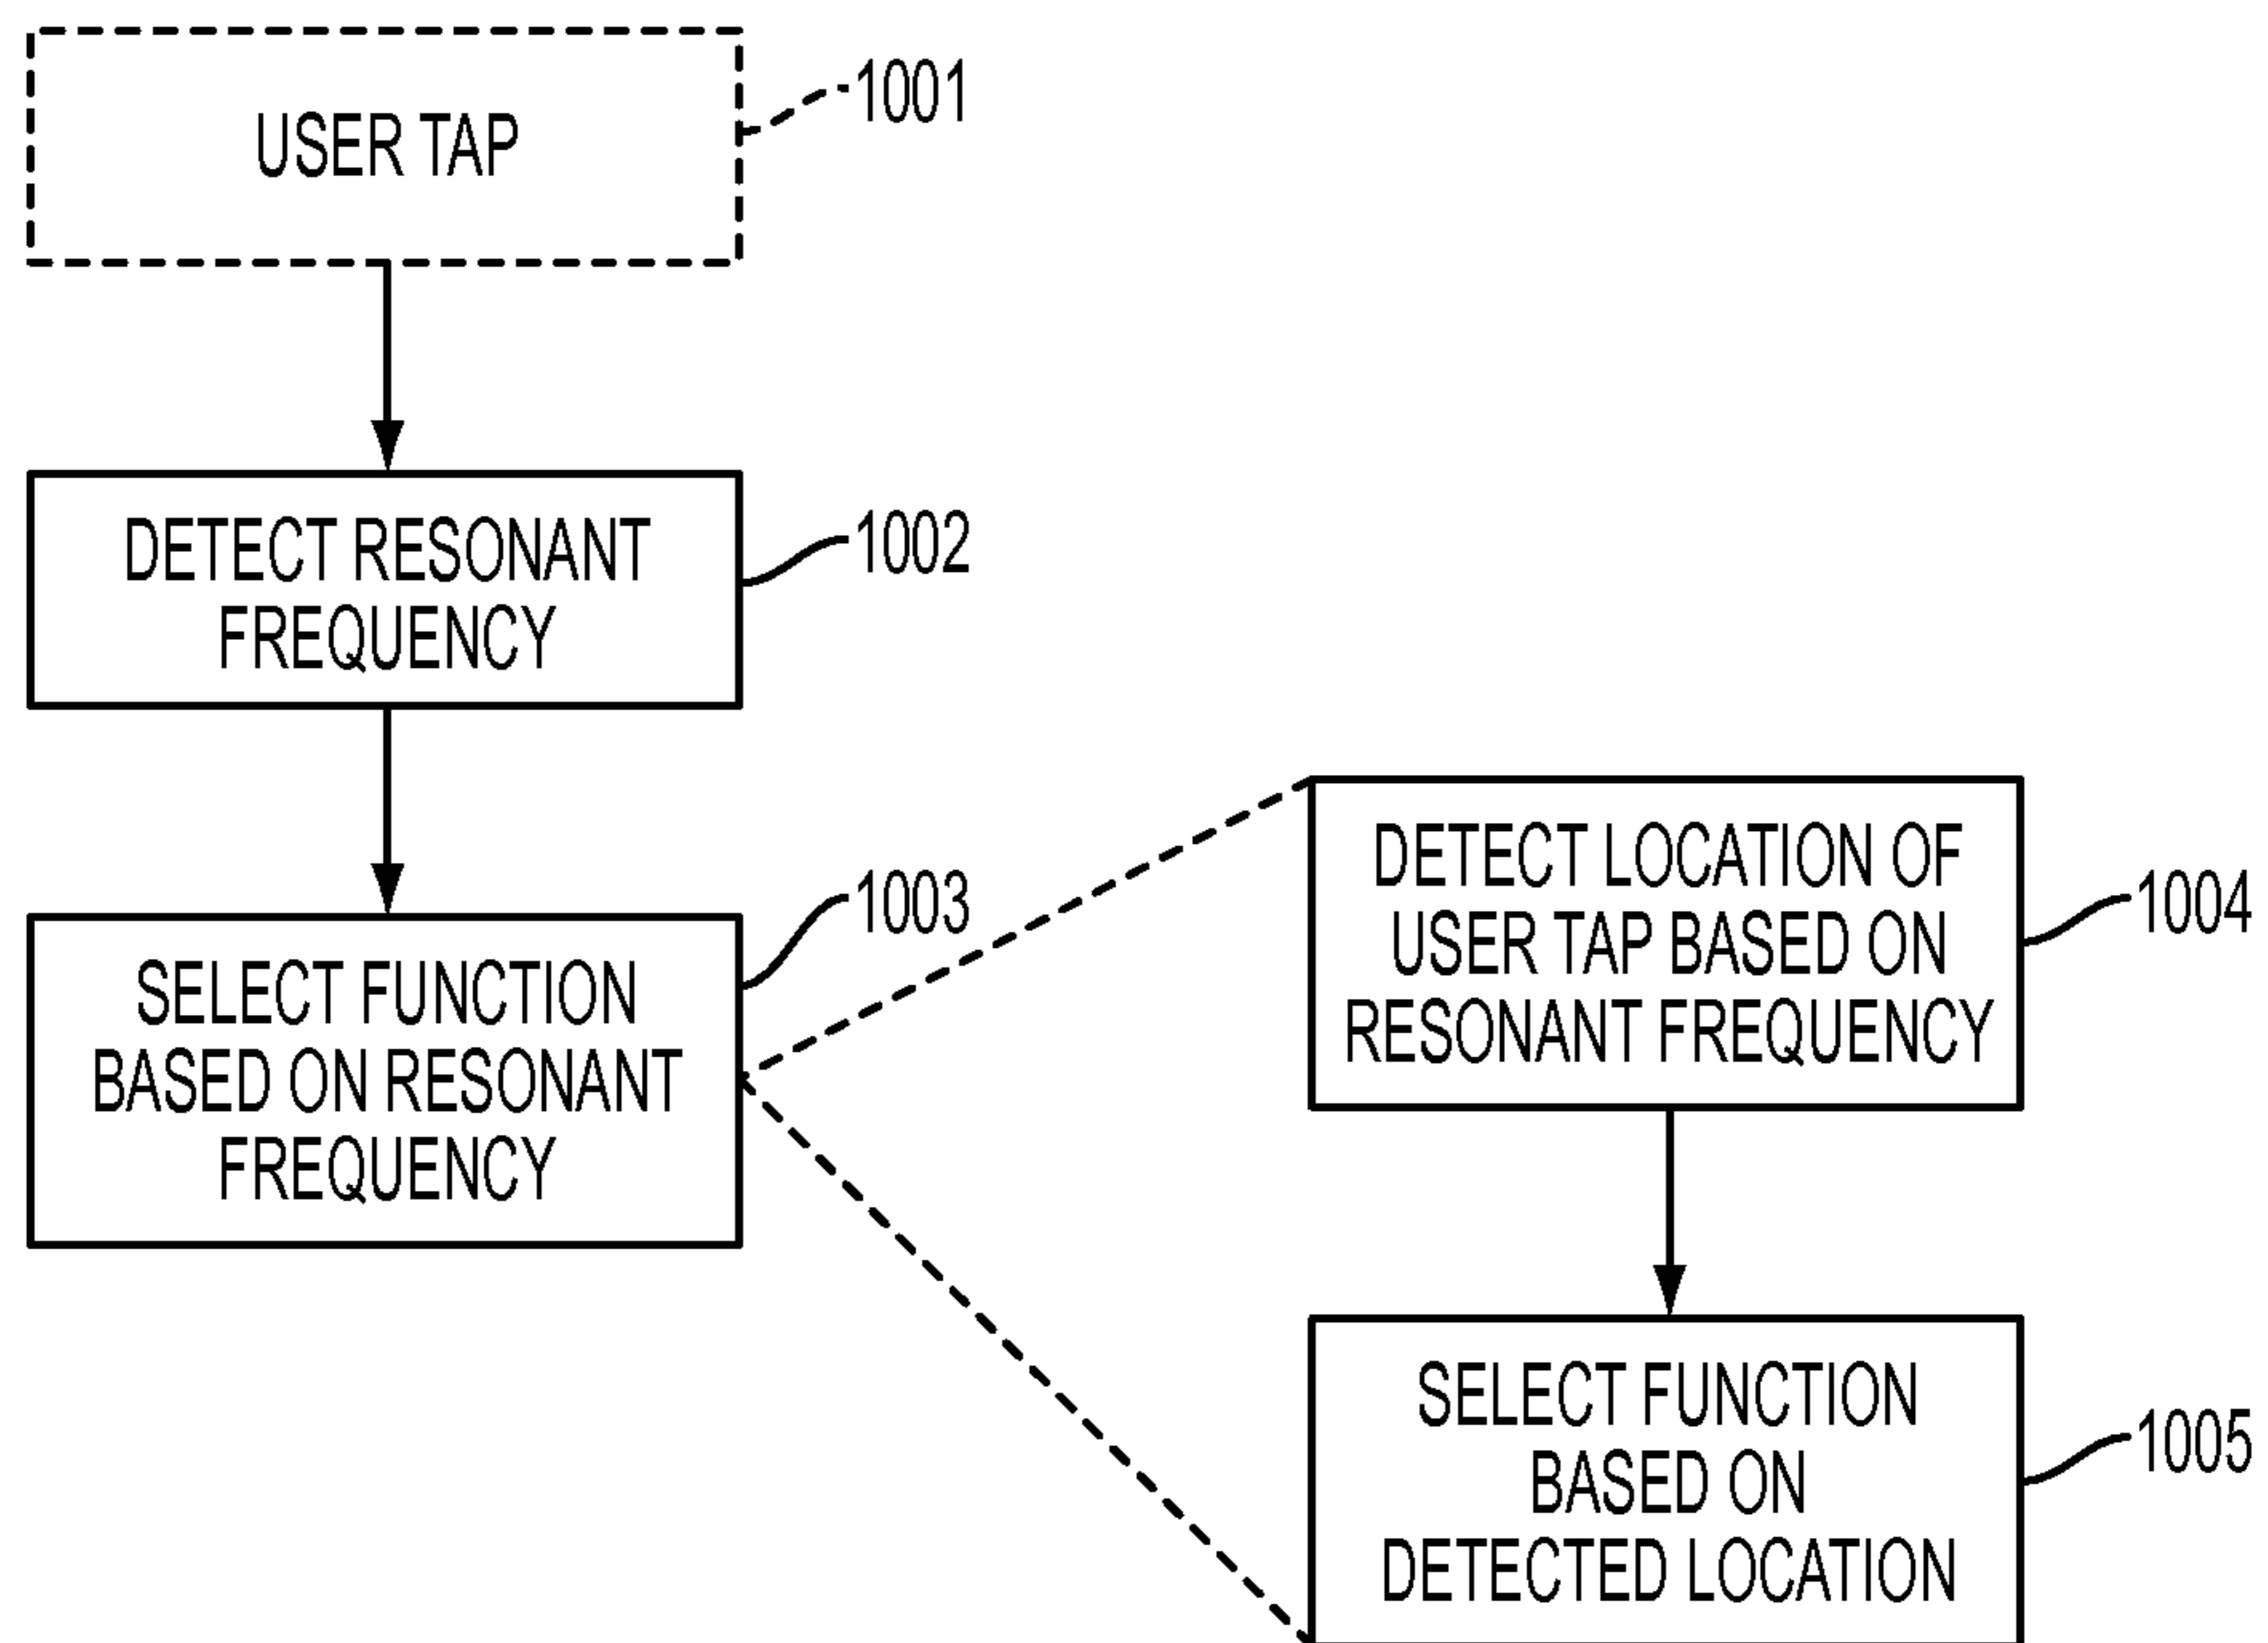 USER TAP
1001
DETECT RESONANT
FREQUENCY
1002
SELECT FUNCTION
BASED ON RESONANT
FREQUENCY
1003
DETECT LOCATION OF
USER TAP BASED ON
RESONANT FREQUENCY
1004
SELECT FUNCTION
BASED ON
DETECTED LOCATION
1005